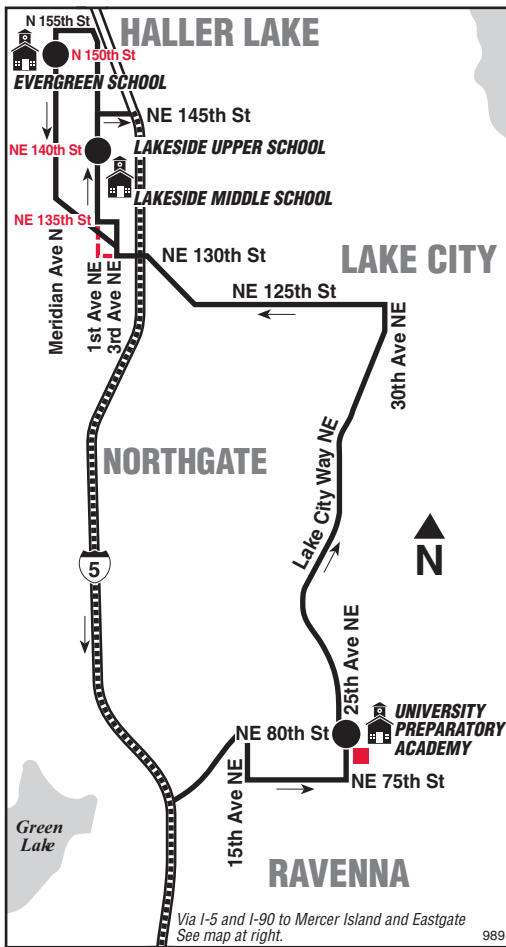 N 155th St
HALLER LAKE
N 150th St
EVERGREEN SCHOOL
NE 145th St
NE 140th St
LAKESIDE UPPER SCHOOL
LAKESIDE MIDDLE SCHOOL
NE 135th St
NE 130th St
LAKE CITY
Meridian Ave N
1st Ave NE
3rd Ave NE
NE 125th St
30th Ave NE
NORTHGATE
Lake City Way NE
N
5
25th Ave NE
NE 80th St
UNIVERSITY
PREPARATORY
ACADEMY
15th Ave NE
NE 75th St
Green
Lake
RAVENNA
Via I-5 and I-90 to Mercer Island and Eastgate
See map at right.
989